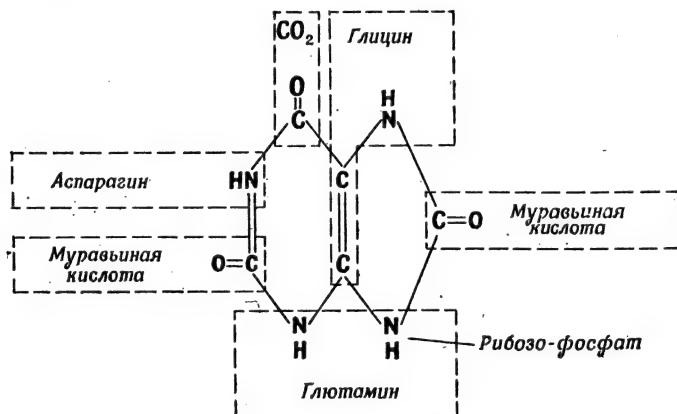 CO₂
Глицин
O
H
C
N
Аспарагин
HN
C
C=O
Муравьиная
кислота
Муравьиная
кислота
O=C
C
N
N
H
H
Рибозо-фосфат
Глютамин